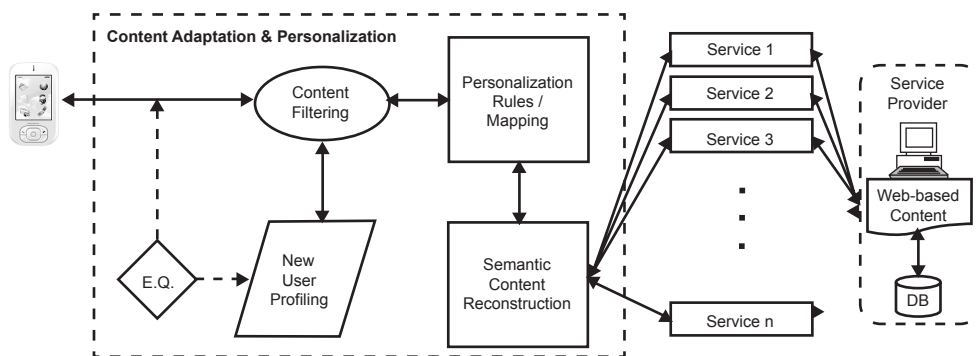 Content Adaptation & Personalization
Content
Filtering
Personalization
Rules /
Mapping
E.Q.
New
User
Profiling
Semantic
Content
Reconstruction
Service 1
Service 2
Service 3
Service n
Service
Provider
Web-based
Content
DB